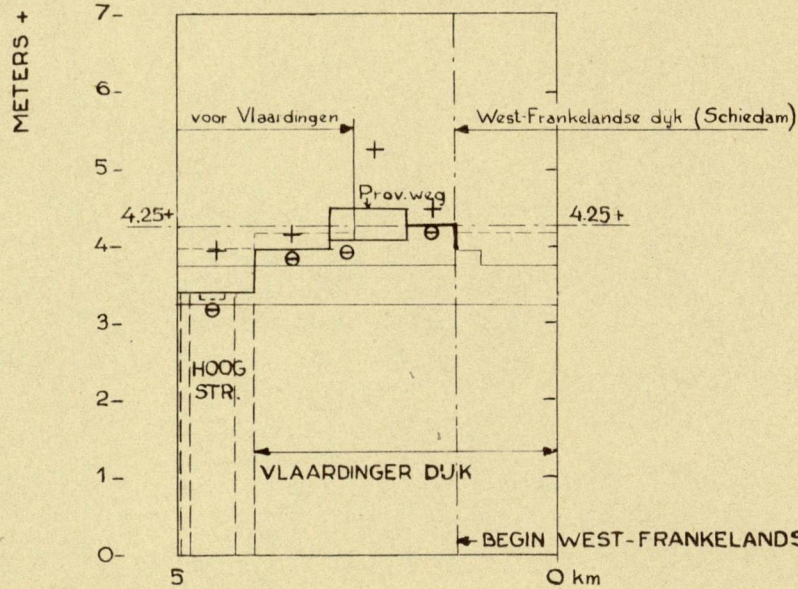 METERS +
7-
6-
5-
4-
3-
2-
1-
0-
voor Vlaardingen
West-Frankelandse dijk (Schiedam)
Prov. weg
4.25+
4.25+
HOOG
STR.
VLAARDINGER DIJK
BEGIN WEST-FRANKELANDS
5
0 km